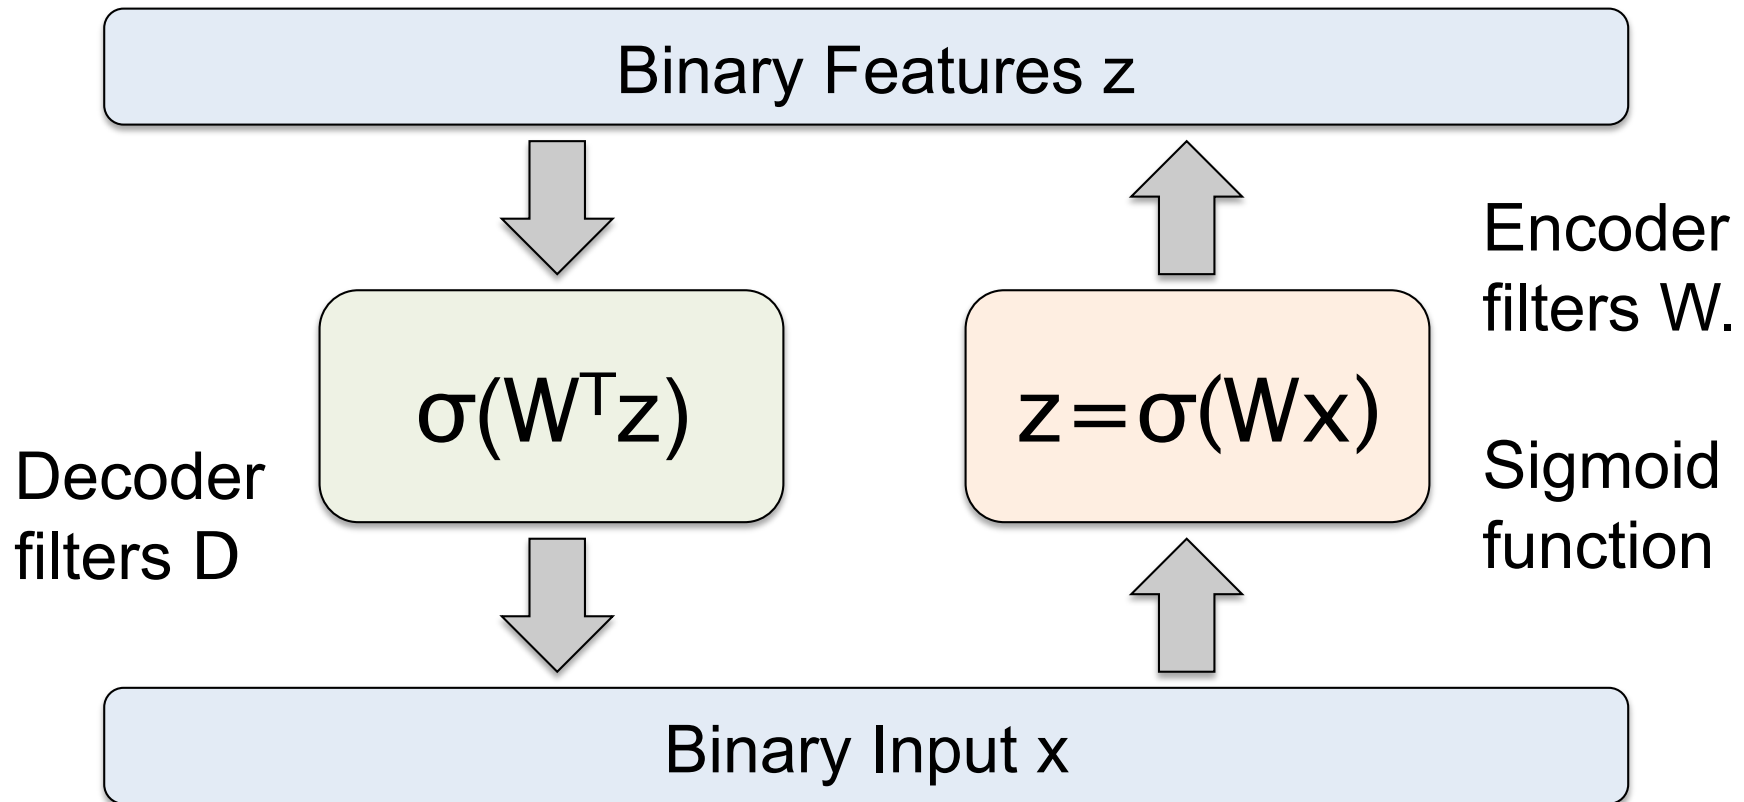 Binary Features z
Encoder
filters W.
σ(Wᵀz)
z=σ(Wx)
Decoder
filters D
Sigmoid
function
Binary Input x